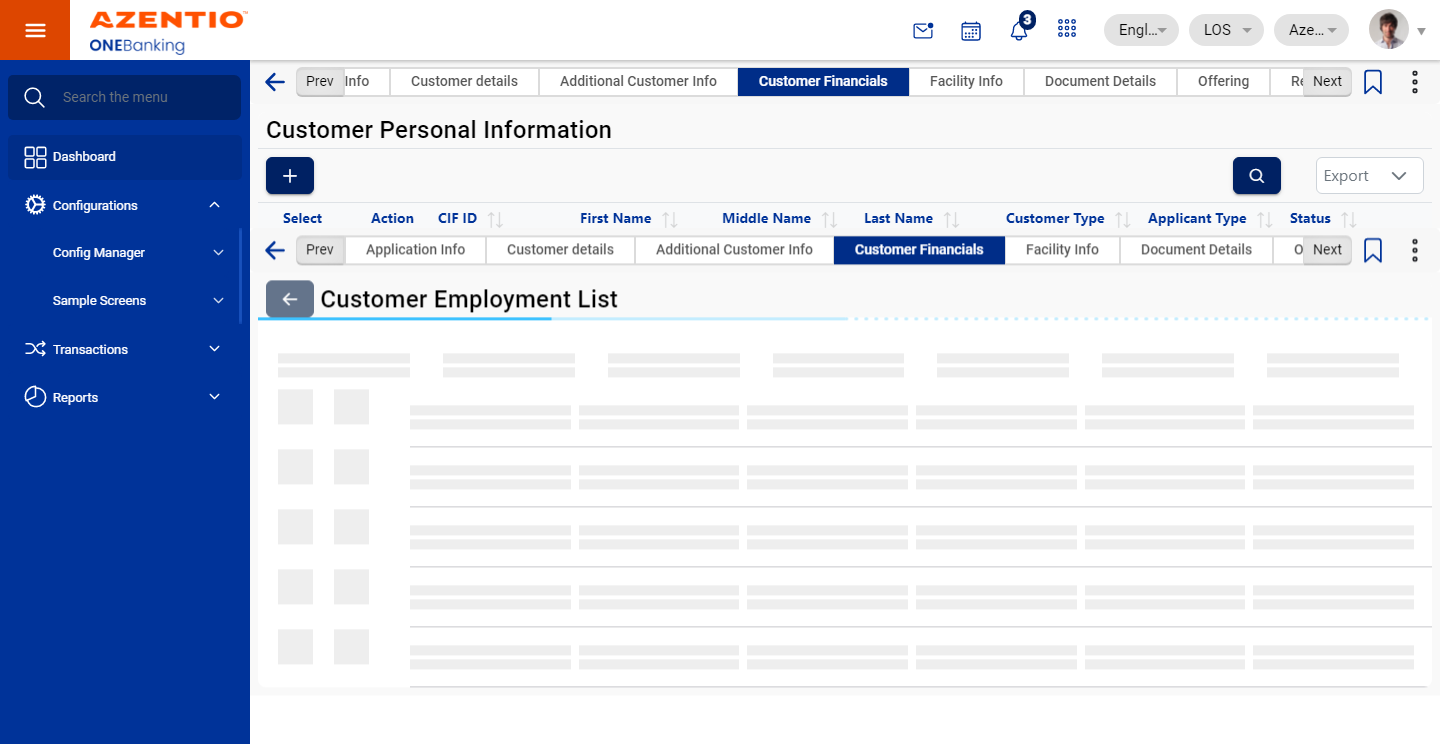 AZENTIO™
ONEBanking
3
Engl...
LOS
Aze...
Search the menu
Dashboard
Configurations
Config Manager
Sample Screens
Transactions
Reports
Prev Info Customer details Additional Customer Info Customer Financials Facility Info Document Details Offering Re Next
Customer Personal Information
+
Export
Select Action CIF ID First Name Middle Name Last Name Customer Type Applicant Type Status
Prev Application Info Customer details Additional Customer Info Customer Financials Facility Info Document Details O Next
Customer Employment List